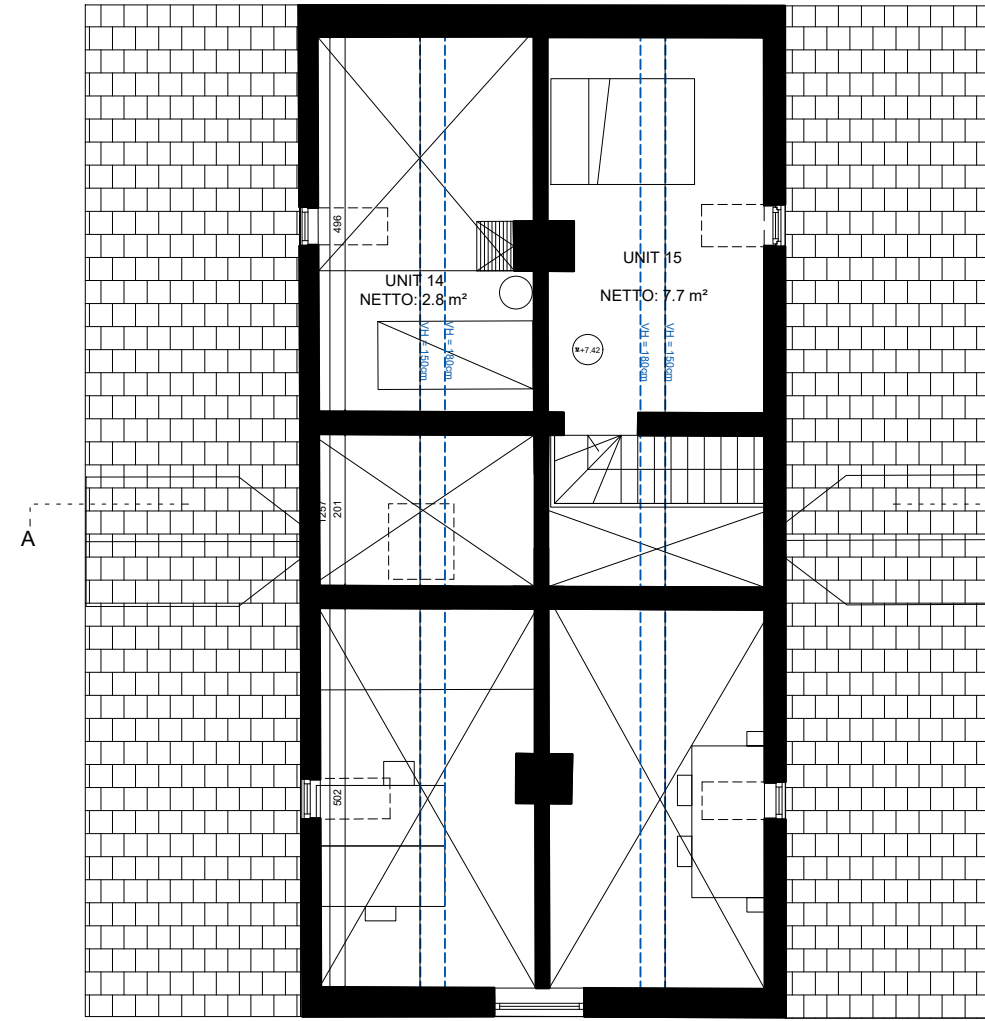 496
UNIT 14
NETTO: 2.8 m²
UNIT 15
NETTO: 7.7 m²
VH = 150cm
VH = 180cm
+7.42
VH = 180cm
VH = 150cm
A
1257
201
502